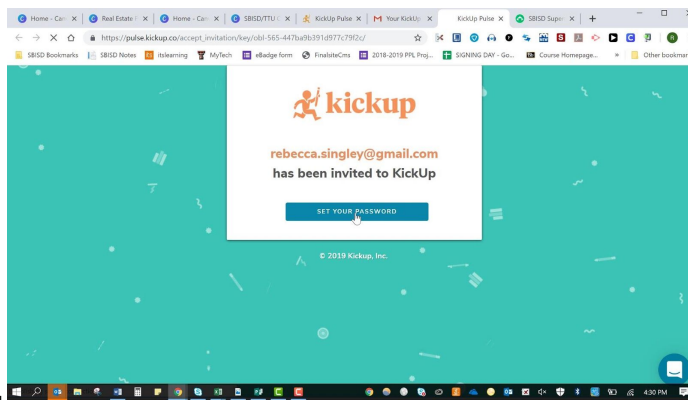 Home - Can
Real Estate F
Home - Can
SBISD/TTU C
KickUp Pulse
Your KickUp
KickUp Pulse
SBISD Super
https://pulse.kickup.co/accept_invitation/key/obl-565-447ba9b391d977c79f2c/
SBISD Bookmarks
SBISD Notes
itslearning
MyTech
eBadge form
FinalsiteCms
2018-2019 PPL Proj...
SIGNING DAY - Go...
Course Homepage...
Other bookmar
kickup
rebecca.singley@gmail.com
has been invited to KickUp
SET YOUR PASSWORD
© 2019 Kickup, Inc.
4:30 PM